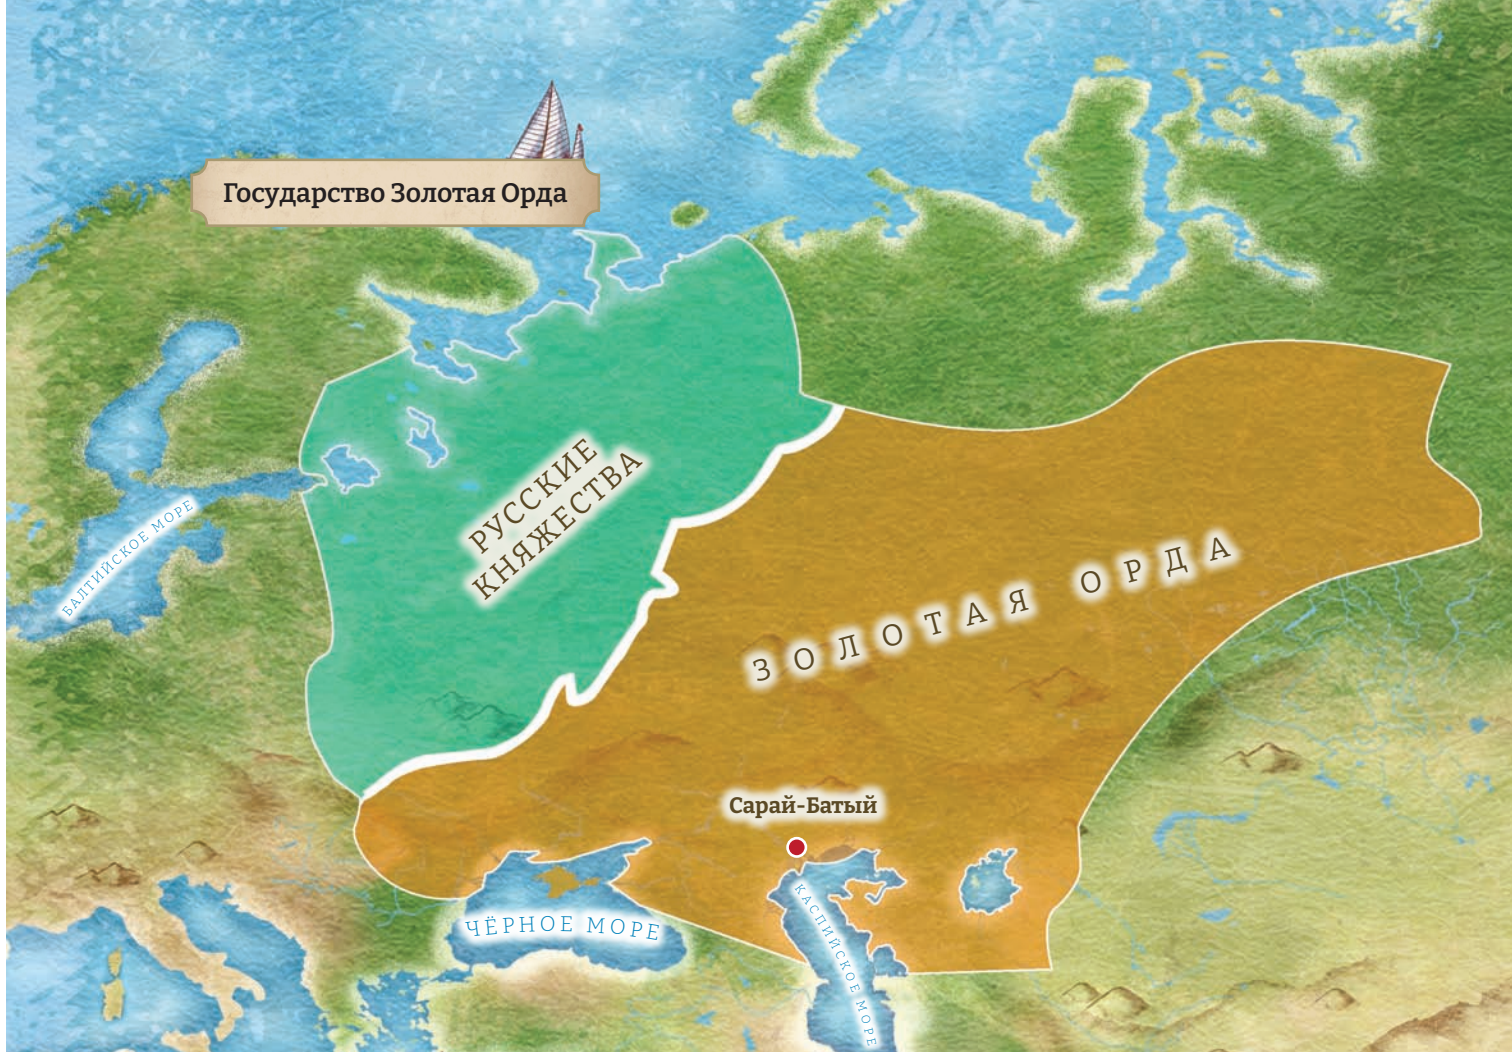 Государство Золотая Орда
РУССКИЕ
КНЯЖЕСТВА
БАЛТИЙСКОЕ МОРЕ
ЗОЛОТАЯ ОРДА
Сарай-Батый
ЧЁРНОЕ МОРЕ
КАСПИЙСКОЕ МОРЕ